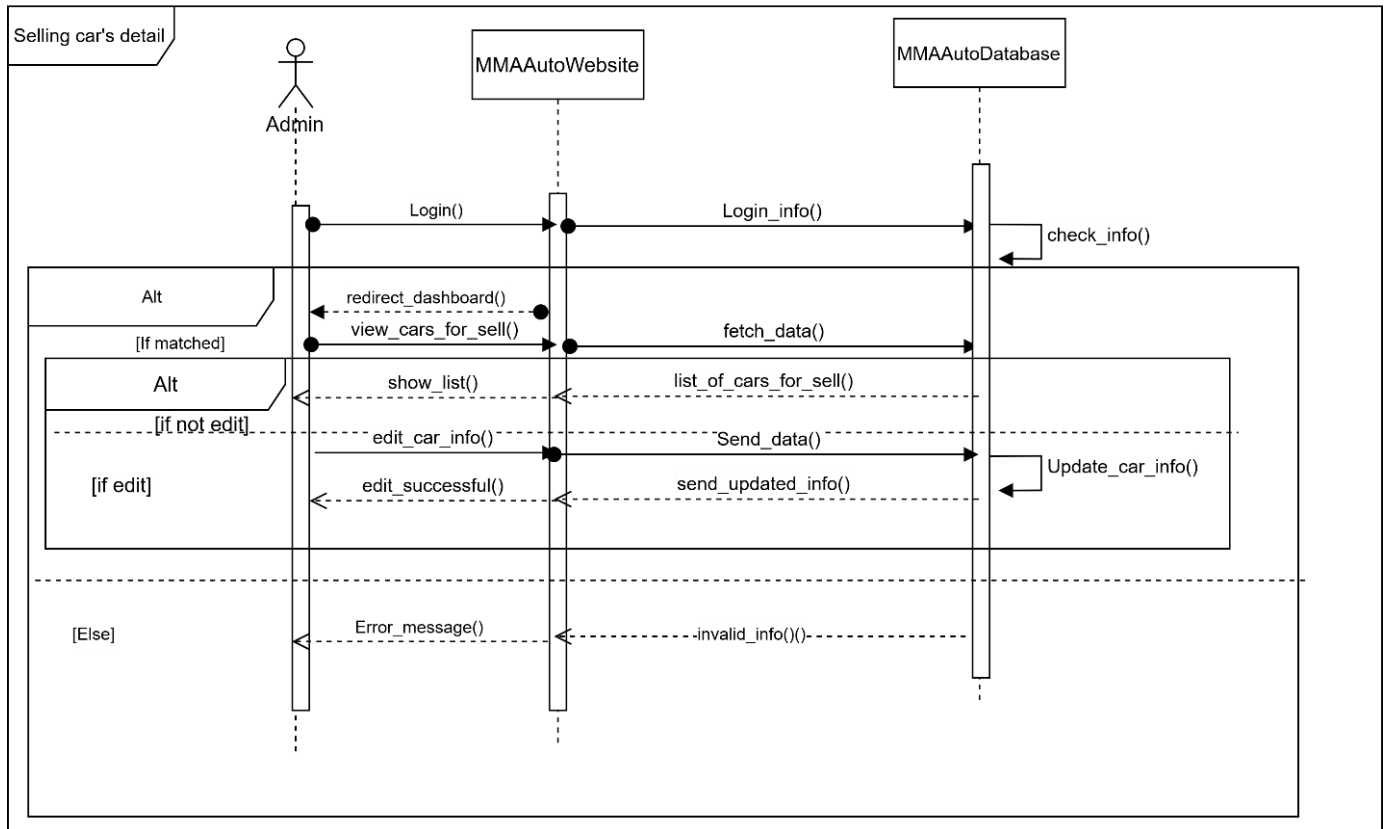 Selling car's detail
Admin
MMAAutoWebsite
MMAAutoDatabase
Login()
Login_info()
check_info()
Alt
redirect_dashboard()
[If matched]
view_cars_for_sell()
fetch_data()
Alt
show_list()
list_of_cars_for_sell()
[if not edit]
edit_car_info()
Send_data()
Update_car_info()
[if edit]
edit_successful()
send_updated_info()
[Else]
Error_message()
invalid_info()()